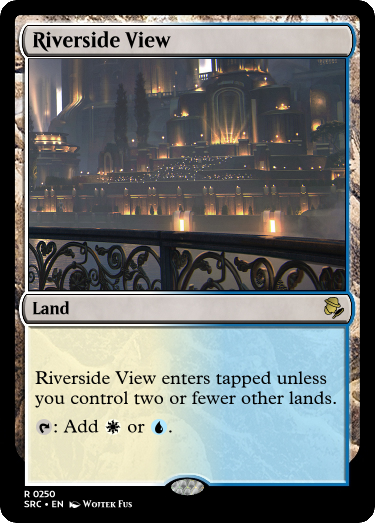 Riverside View
Land
Riverside View enters tapped unless
you control two or fewer other lands.
: Add or .
R 0250
SRC • EN Wojtek Fus